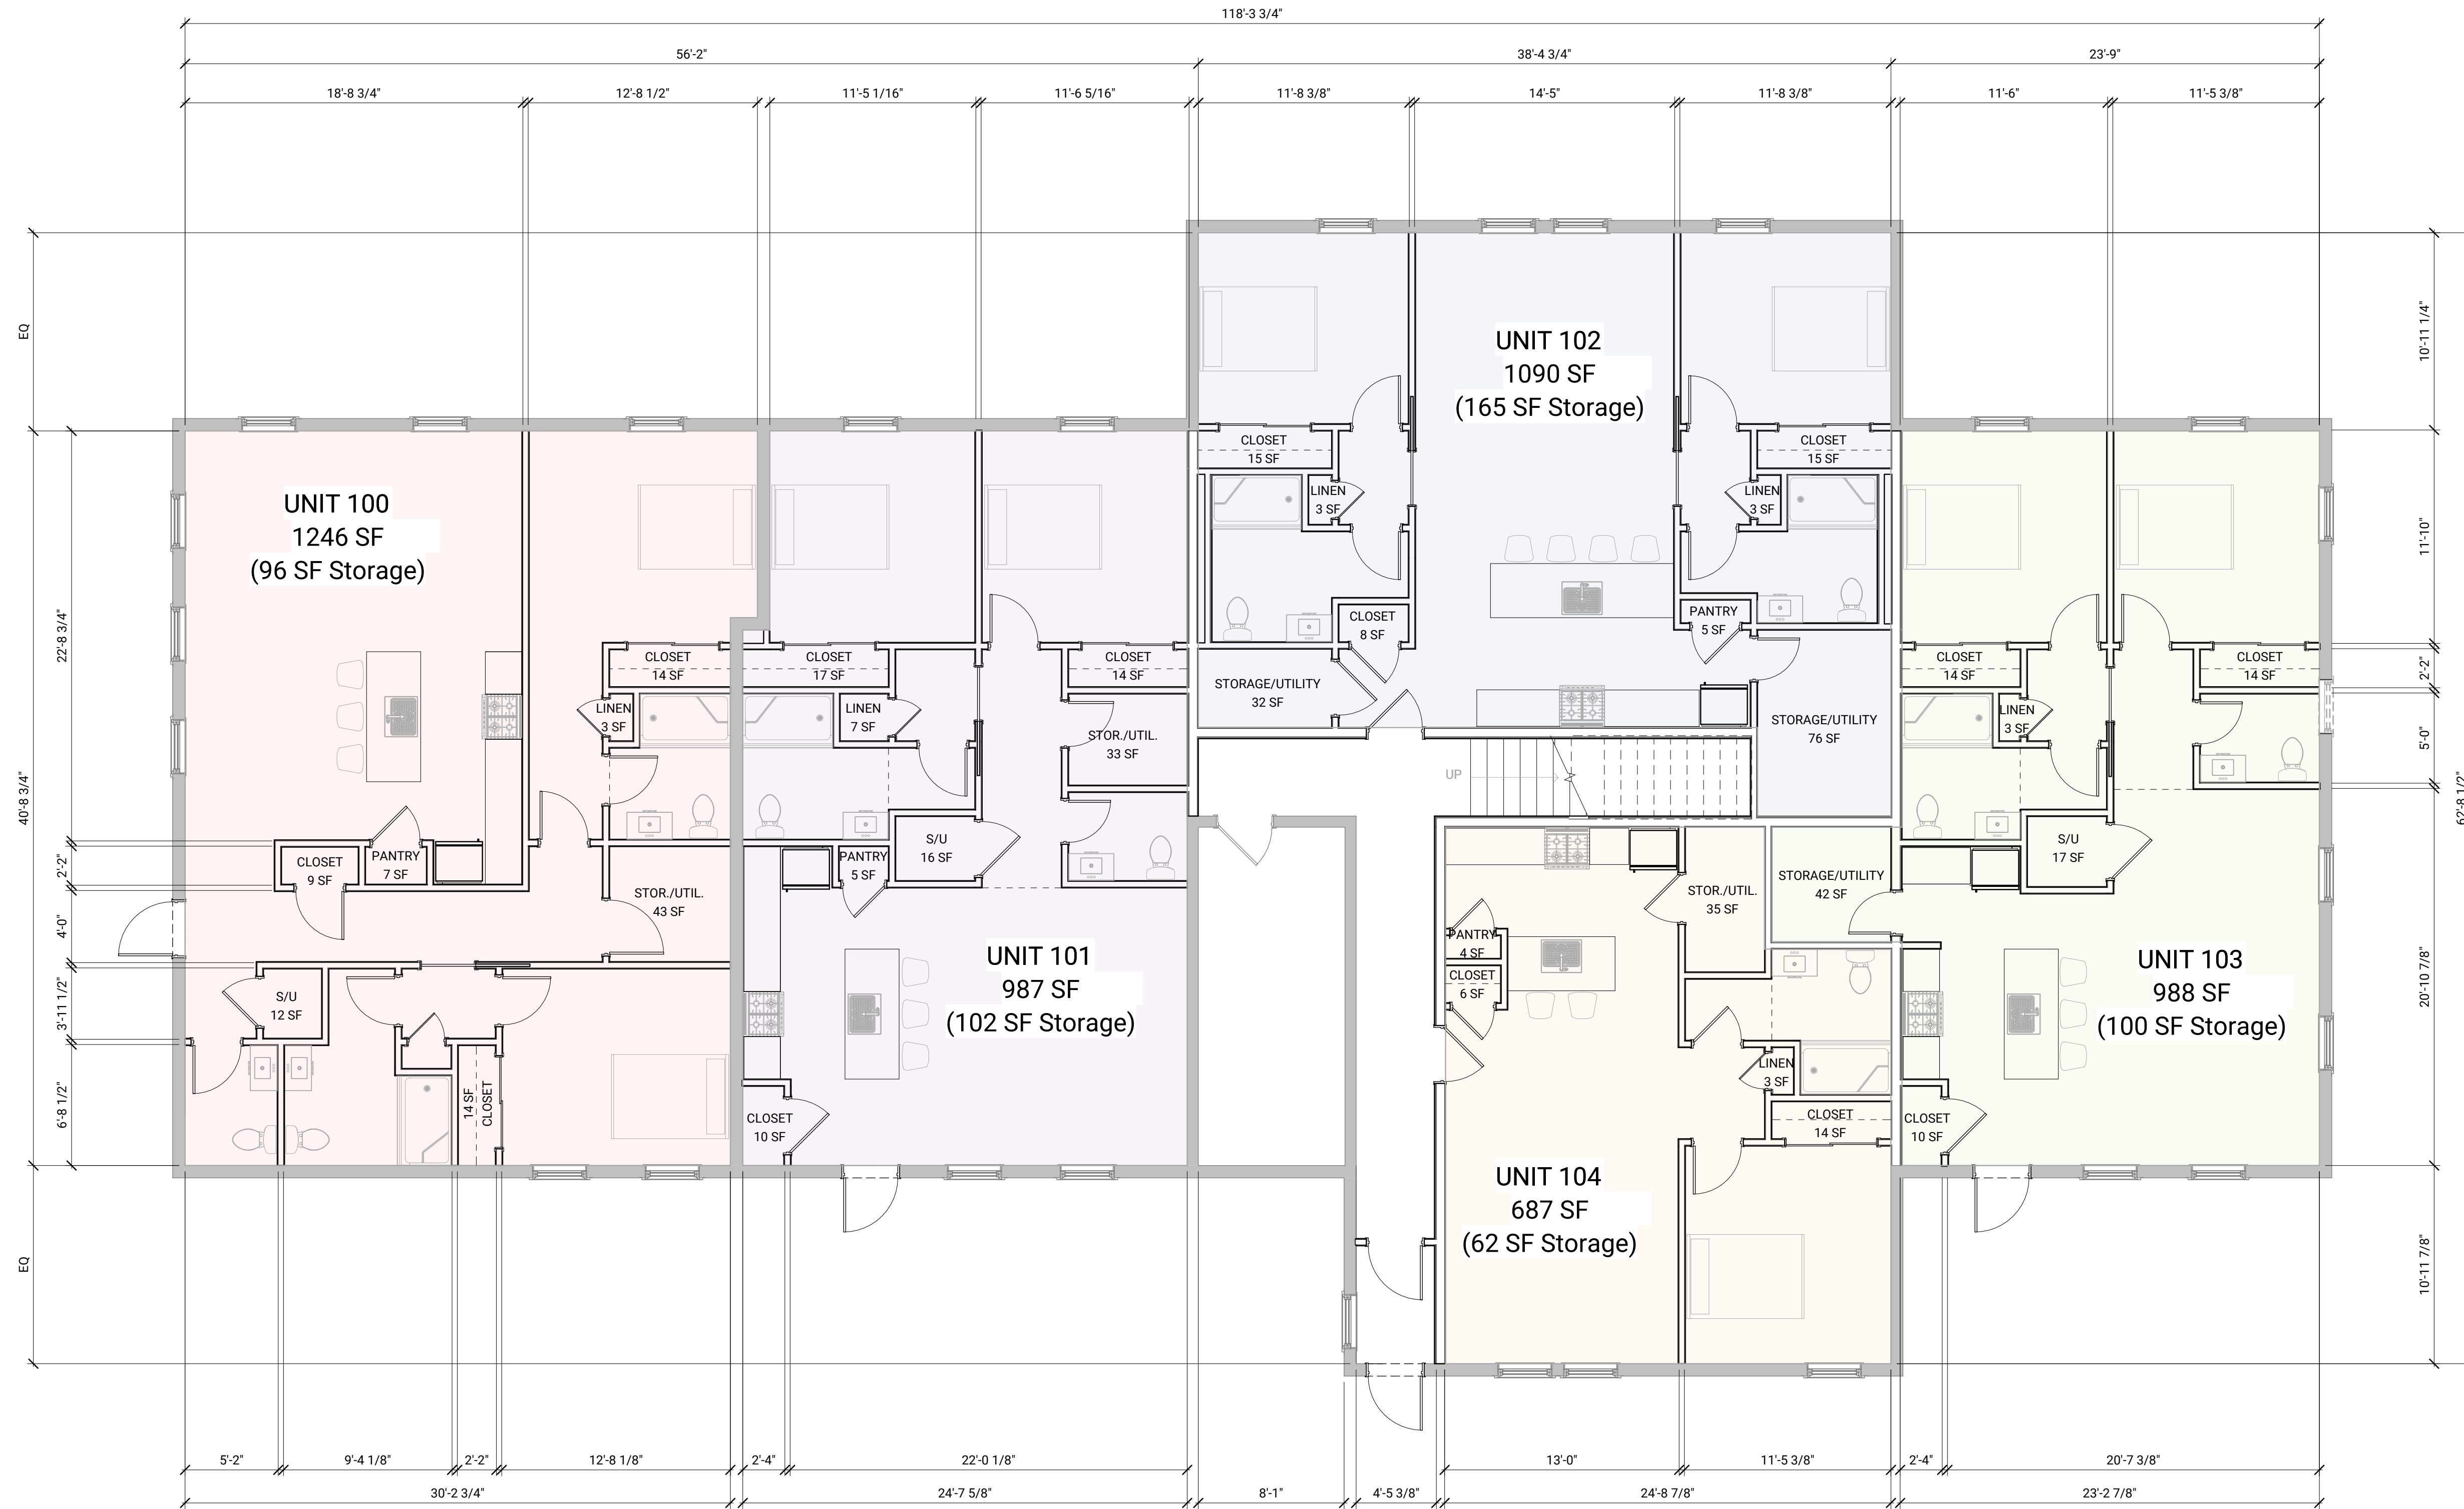 118'-3 3/4"
56'-2"
38'-4 3/4"
23'-9"
18'-8 3/4"
12'-8 1/2"
11'-5 1/16"
11'-6 5/16"
11'-8 3/8"
14'-5"
11'-8 3/8"
11'-6"
11'-5 3/8"
EQ
10'-11 1/4"
UNIT 102
1090 SF
(165 SF Storage)
CLOSET
15 SF
CLOSET
15 SF
LINEN
3 SF
LINEN
3 SF
UNIT 100
1246 SF
(96 SF Storage)
11'-10"
22'-8 3/4"
CLOSET
8 SF
PANTRY
5 SF
CLOSET
14 SF
CLOSET
17 SF
CLOSET
14 SF
STORAGE/UTILITY
32 SF
CLOSET
14 SF
CLOSET
14 SF
2'-2"
LINEN
3 SF
LINEN
7 SF
STOR./UTIL.
33 SF
STORAGE/UTILITY
76 SF
LINEN
3 SF
5'-0"
UP
40'-8 3/4"
62'-8 1/2"
2'-2"
CLOSET
9 SF
PANTRY
7 SF
PANTRY
5 SF
S/U
16 SF
S/U
17 SF
STOR./UTIL.
43 SF
STOR./UTIL.
35 SF
STORAGE/UTILITY
42 SF
4'-0"
PANTRY
4 SF
CLOSET
6 SF
UNIT 101
987 SF
(102 SF Storage)
UNIT 103
988 SF
(100 SF Storage)
20'-10 7/8"
3'-11 1/2"
S/U
12 SF
LINEN
3 SF
6'-8 1/2"
14 SF
CLOSET
CLOSET
10 SF
CLOSET
14 SF
CLOSET
10 SF
UNIT 104
687 SF
(62 SF Storage)
EQ
10'-11 7/8"
5'-2"
9'-4 1/8"
2'-2"
12'-8 1/8"
2'-4"
22'-0 1/8"
13'-0"
11'-5 3/8"
2'-4"
20'-7 3/8"
30'-2 3/4"
24'-7 5/8"
8'-1"
4'-5 3/8"
24'-8 7/8"
23'-2 7/8"